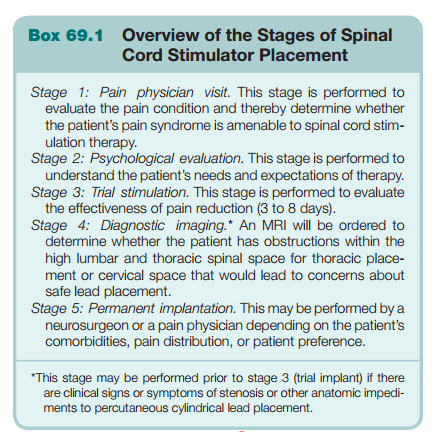 Box 69.1 Overview of the Stages of Spinal
Cord Stimulator Placement
Stage 1: Pain physician visit. This stage is performed to
evaluate the pain condition and thereby determine whether
the patient's pain syndrome is amenable to spinal cord stim-
ulation therapy.
Stage 2: Psychological evaluation. This stage is performed to
understand the patient's needs and expectations of therapy.
Stage 3: Trial stimulation. This stage is performed to evaluate
the effectiveness of pain reduction (3 to 8 days).
Stage 4: Diagnostic imaging.* An MRI will be ordered to
determine whether the patient has obstructions within the
high lumbar and thoracic spinal space for thoracic place-
ment or cervical space that would lead to concerns about
safe lead placement.
Stage 5: Permanent implantation. This may be performed by a
neurosurgeon or a pain physician depending on the patient's
comorbidities, pain distribution, or patient preference.
*This stage may be performed prior to stage 3 (trial implant) if there
are clinical signs or symptoms of stenosis or other anatomic impedi-
ments to percutaneous cylindrical lead placement.